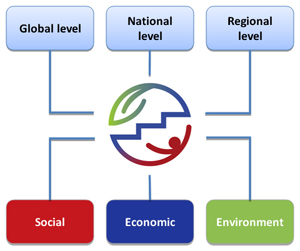 Global level
National
level
Regional
level
Social
Economic
Environment